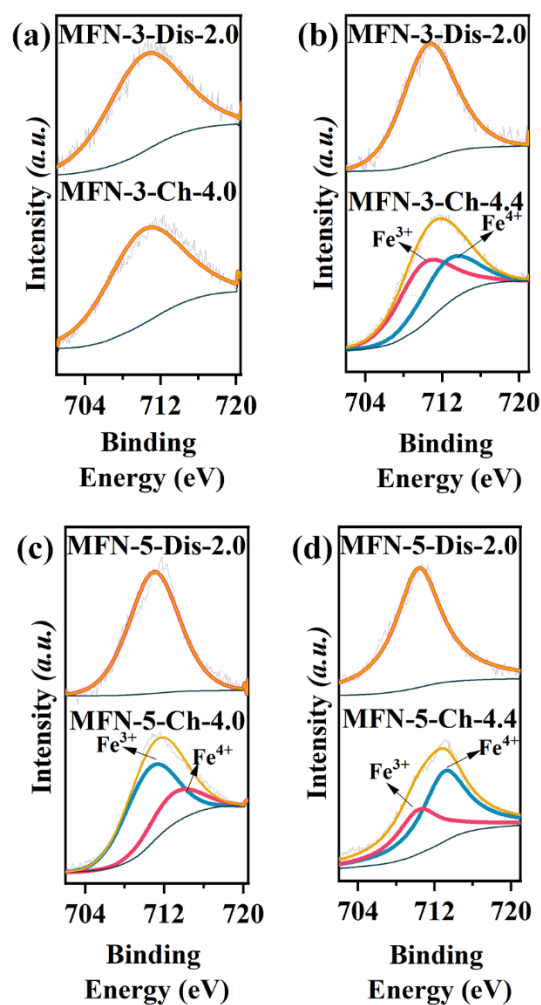 (a)
MFN-3-Dis-2.0
MFN-3-Ch-4.0
Intensity (a.u.)
704 712 720
Binding
Energy (eV)
(b)
MFN-3-Dis-2.0
MFN-3-Ch-4.4
Fe³⁺
Fe⁴⁺
Intensity (a.u.)
704 712 720
Binding
Energy (eV)
(c)
MFN-5-Dis-2.0
MFN-5-Ch-4.0
Fe³⁺
Fe⁴⁺
Intensity (a.u.)
704 712 720
Binding
Energy (eV)
(d)
MFN-5-Dis-2.0
MFN-5-Ch-4.4
Fe³⁺
Fe⁴⁺
Intensity (a.u.)
704 712 720
Binding
Energy (eV)